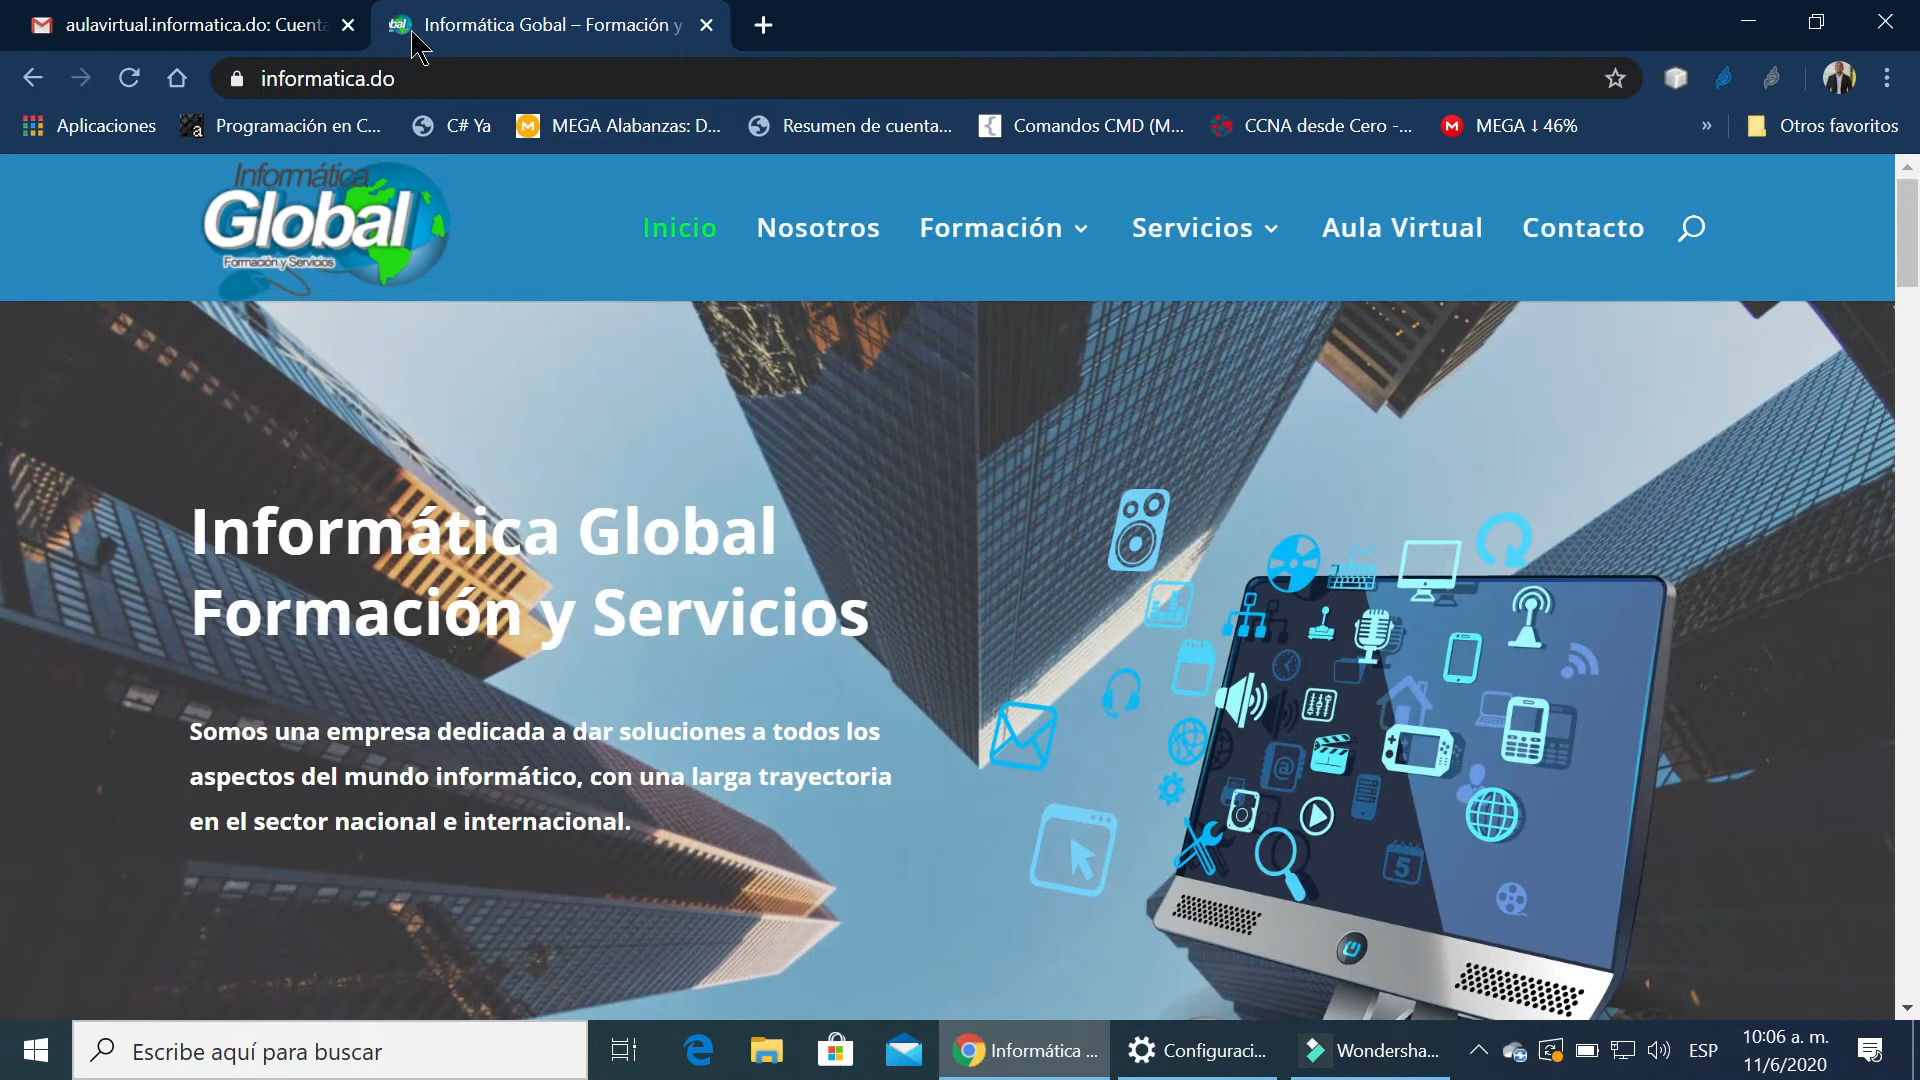 aulavirtual.informatica.do: Cuenta
Informática Gobal – Formación y
informatica.do
Aplicaciones
Programación en C...
C# Ya
MEGA Alabanzas: D...
Resumen de cuenta...
Comandos CMD (M...
CCNA desde Cero -...
MEGA ↓ 46%
»
Otros favoritos
Informática
Global
Formación y Servicios
Inicio
Nosotros
Formación
Servicios
Aula Virtual
Contacto
Informática Global
Formación y Servicios
Somos una empresa dedicada a dar soluciones a todos los
aspectos del mundo informático, con una larga trayectoria
en el sector nacional e internacional.
@
5
Escribe aquí para buscar
Informática ...
Configuraci...
Wondersha...
ESP
10:06 a. m.
11/6/2020